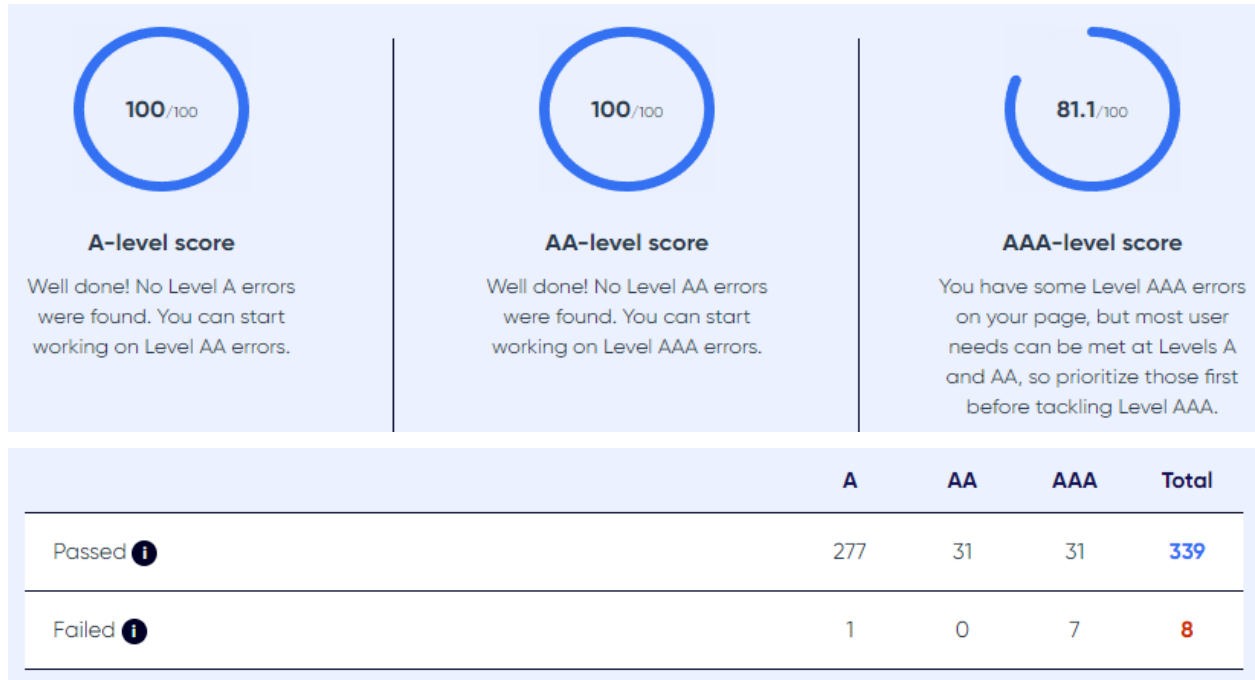 100/100
100/100
81.1/100
A-level score
Well done! No Level A errors
were found. You can start
working on Level AA errors.
AA-level score
Well done! No Level AA errors
were found. You can start
working on Level AAA errors.
AAA-level score
You have some Level AAA errors
on your page, but most user
needs can be met at Levels A
and AA, so prioritize those first
before tackling Level AAA.
A AA AAA Total
Passed i 277 31 31 339
Failed i 1 0 7 8